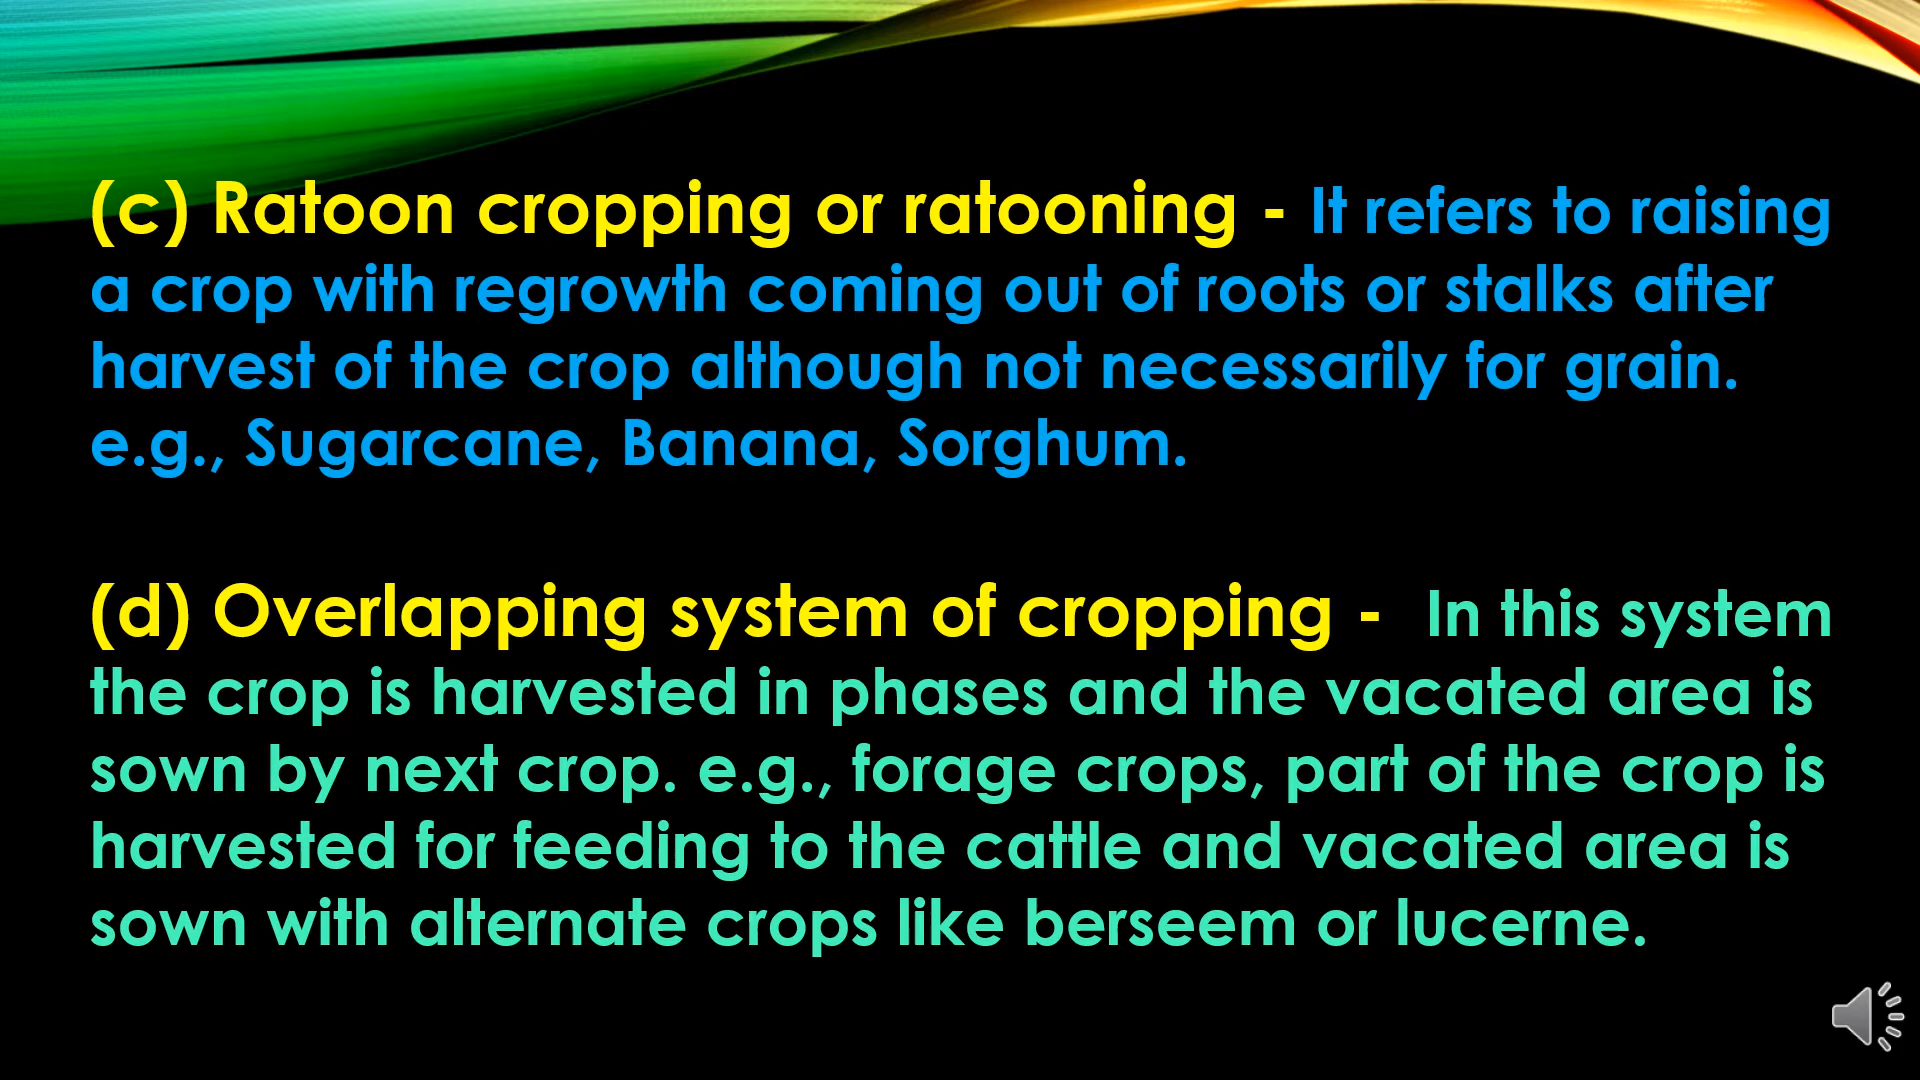 (c) Ratoon cropping or ratooning - It refers to raising
a crop with regrowth coming out of roots or stalks after
harvest of the crop although not necessarily for grain.
e.g., Sugarcane, Banana, Sorghum.
(d) Overlapping system of cropping - In this system
the crop is harvested in phases and the vacated area is
sown by next crop. e.g., forage crops, part of the crop is
harvested for feeding to the cattle and vacated area is
sown with alternate crops like berseem or lucerne.